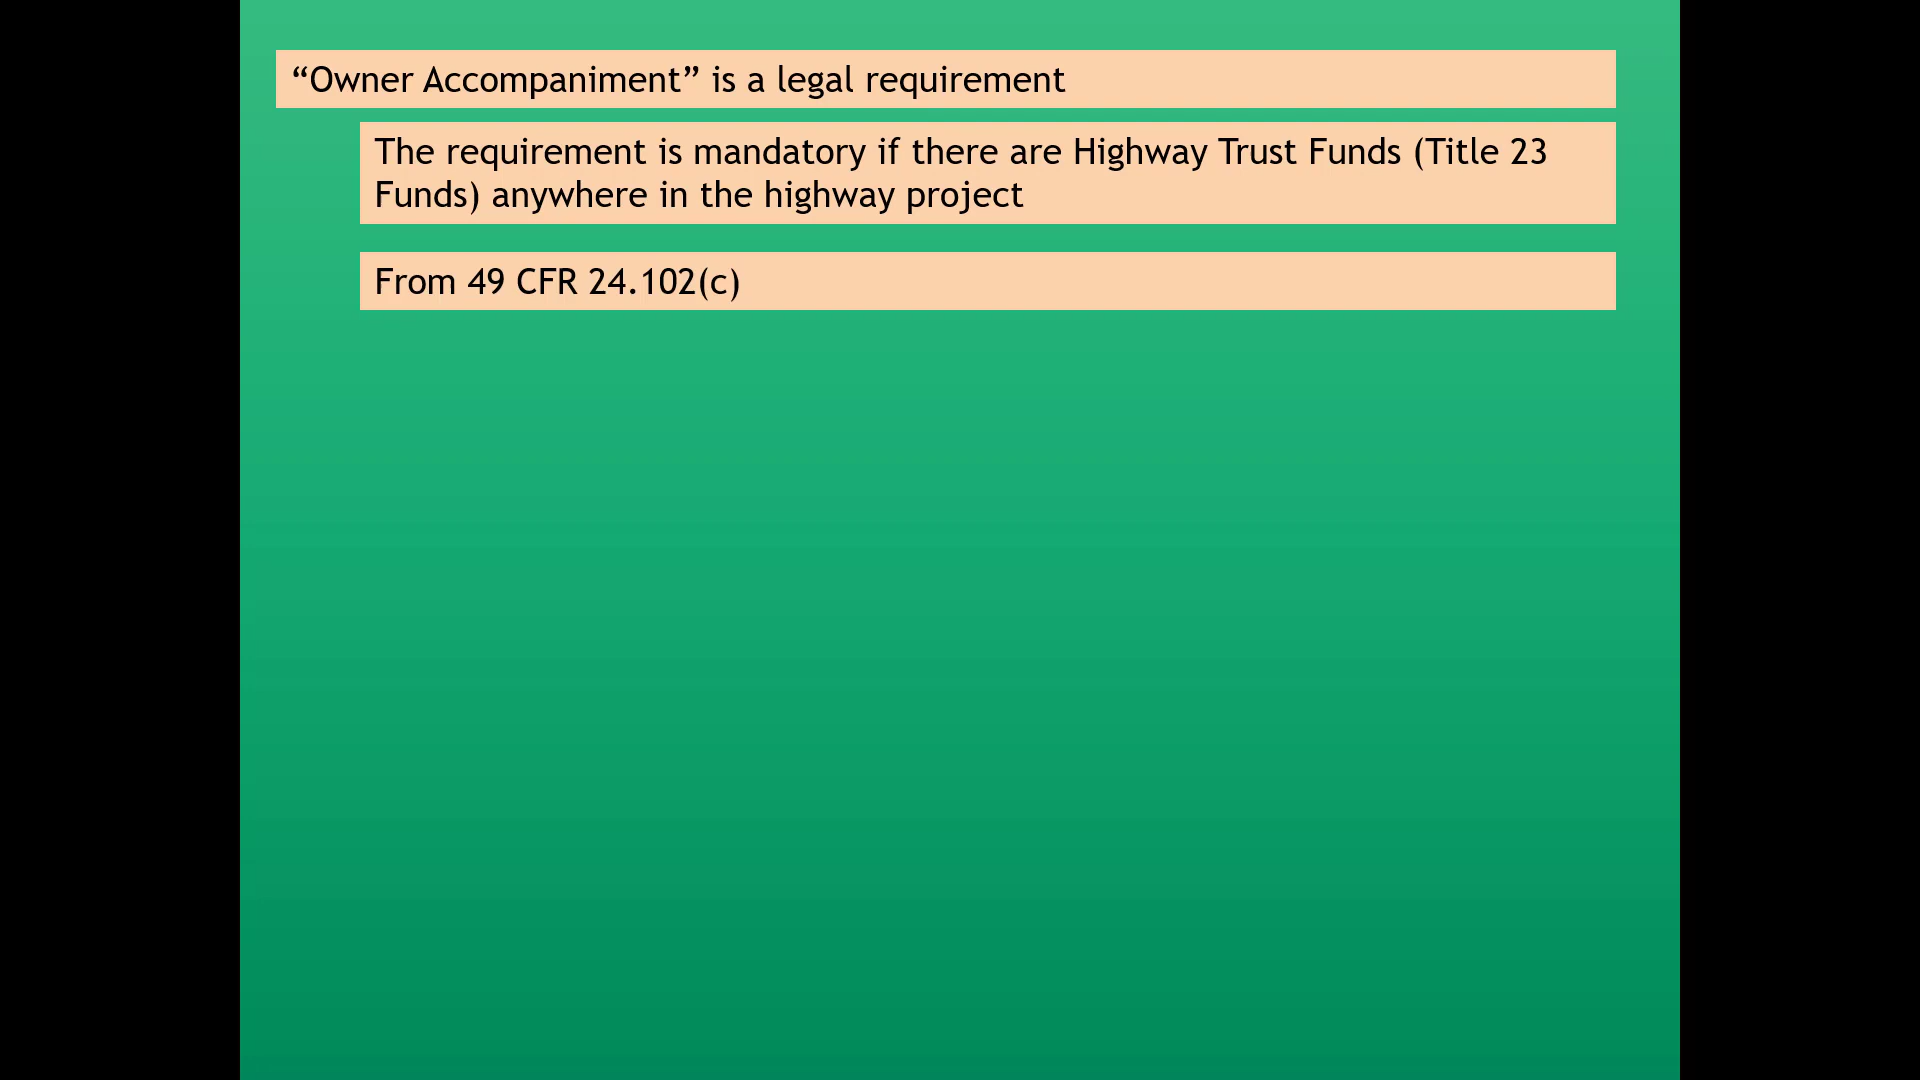 “Owner Accompaniment” is a legal requirement
The requirement is mandatory if there are Highway Trust Funds (Title 23
Funds) anywhere in the highway project
From 49 CFR 24.102(c)